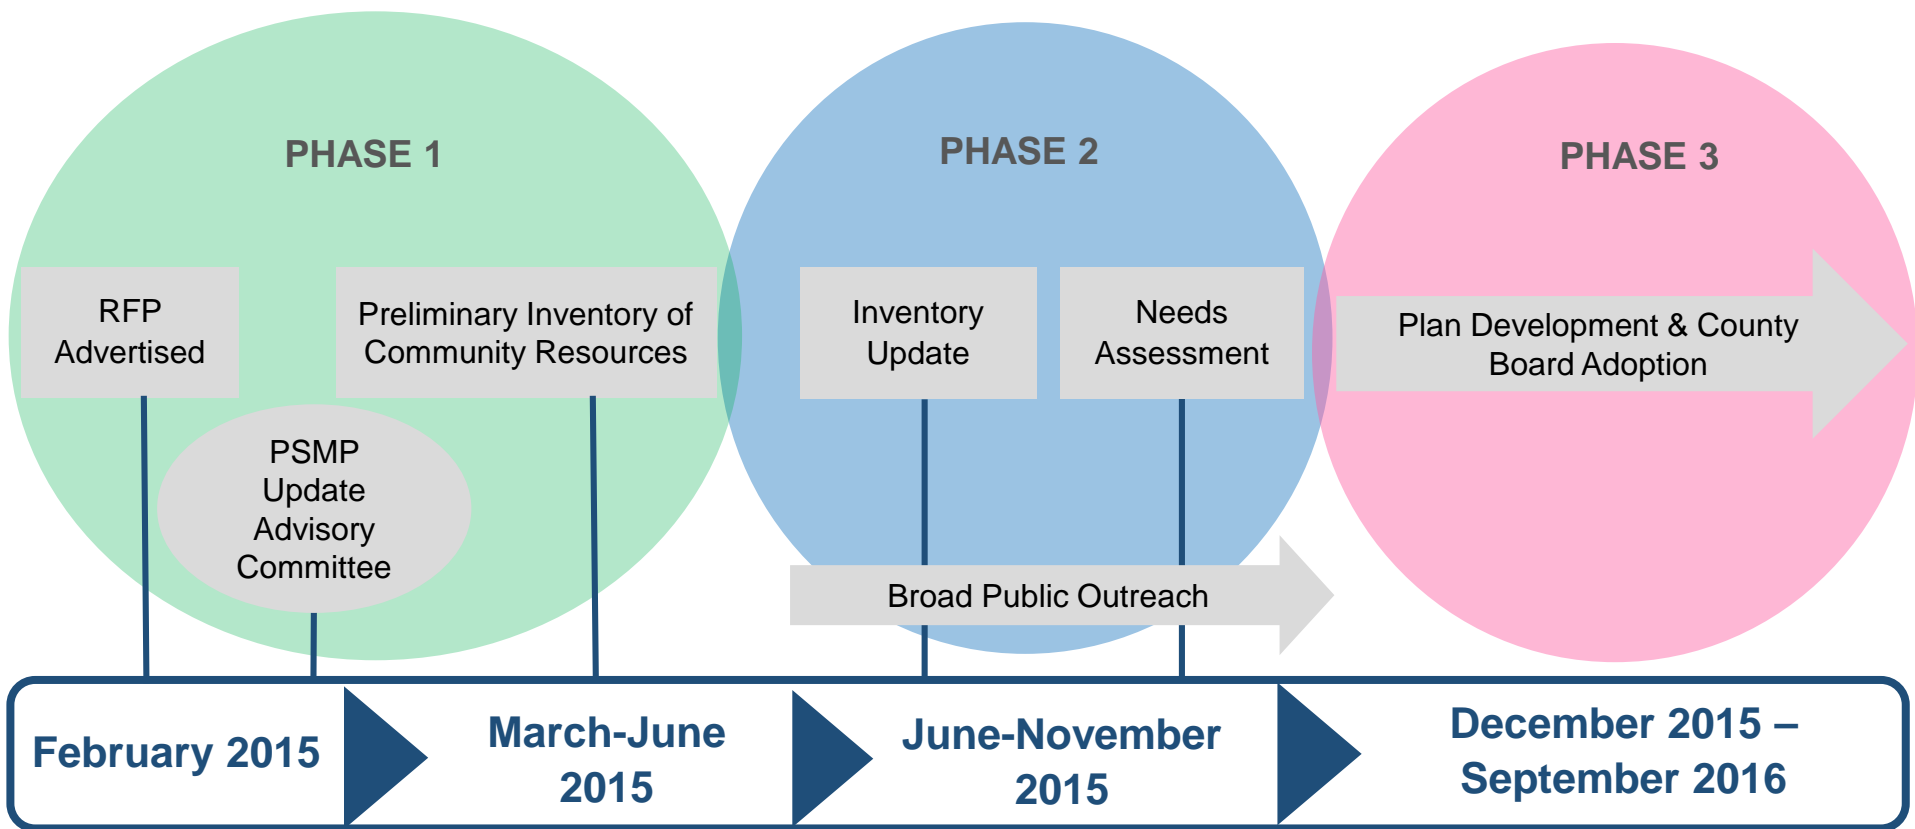 PHASE 1
PHASE 2
PHASE 3
RFP
Advertised
Preliminary Inventory of
Community Resources
Inventory
Update
Needs
Assessment
Plan Development & County
Board Adoption
PSMP
Update
Advisory
Committee
Broad Public Outreach
February 2015
March-June
2015
June-November
2015
December 2015 –
September 2016